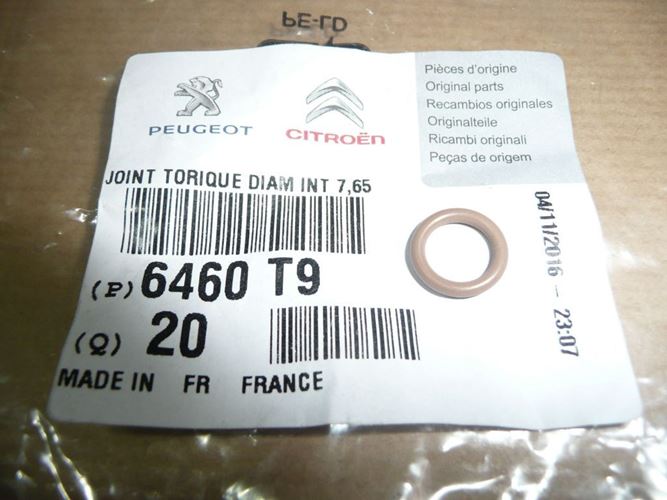 PE-LD
PEUGEOT
CITROËN
Pièces d'origine
Original parts
Recambios originales
Originalteile
Ricambi originali
Peças de origem
JOINT TORIQUE DIAM INT 7,65
(P) 6460 T9
(Q) 20
MADE IN FR FRANCE
04/11/2016 - 23:07